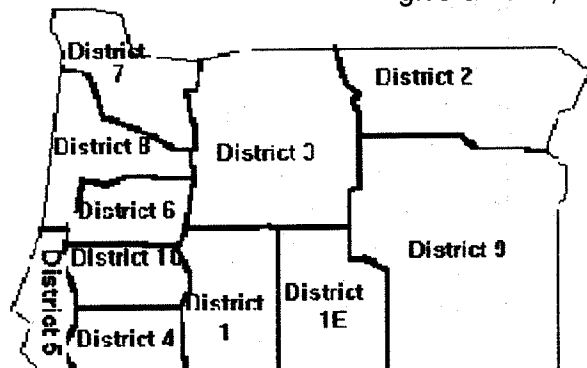 District
7
District 2
District 8
District 3
District 6
District 9
District 10
District 5
District
1
District
1E
District 4